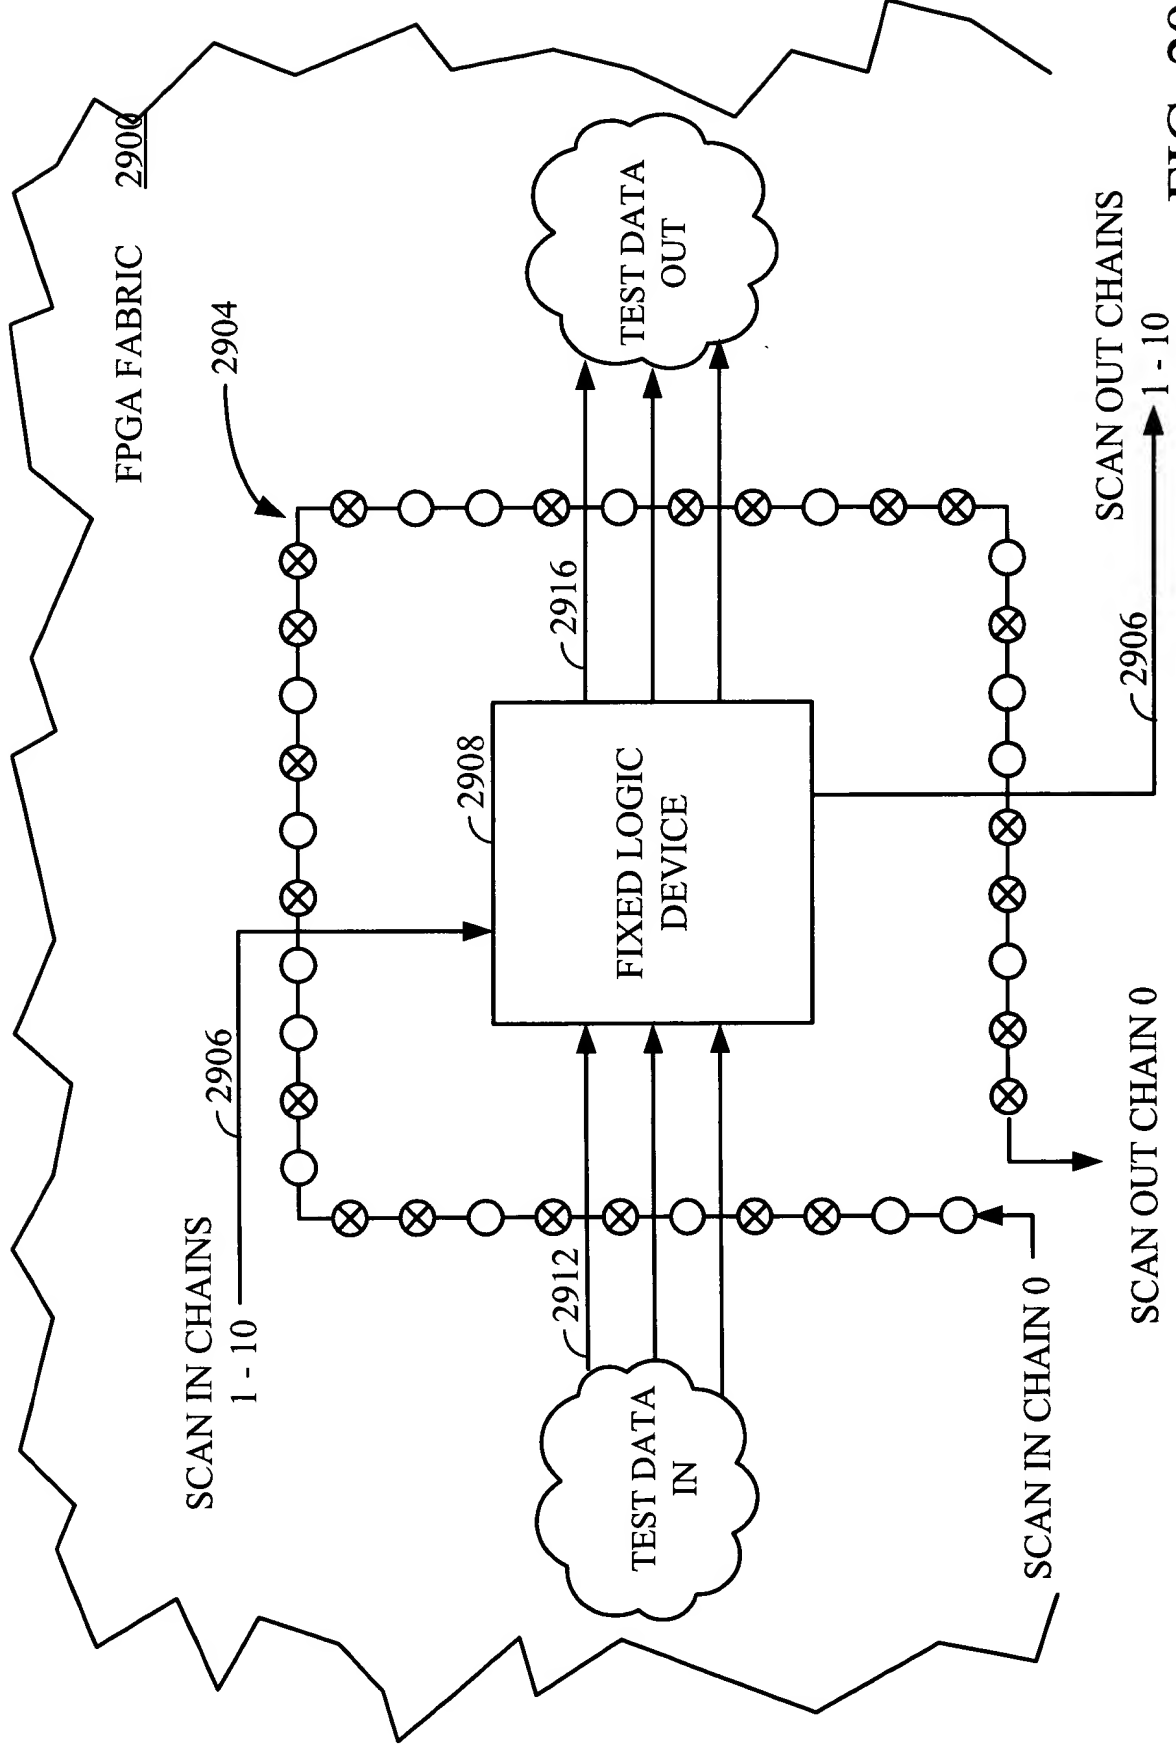 FPGA FABRIC 2900
SCAN IN CHAINS
1 - 10
2906
2904
2908
FIXED LOGIC
DEVICE
2912
2916
TEST DATA
IN
TEST DATA
OUT
SCAN IN CHAIN 0
SCAN OUT CHAIN 0
2906
SCAN OUT CHAINS
1 - 10
FIG.